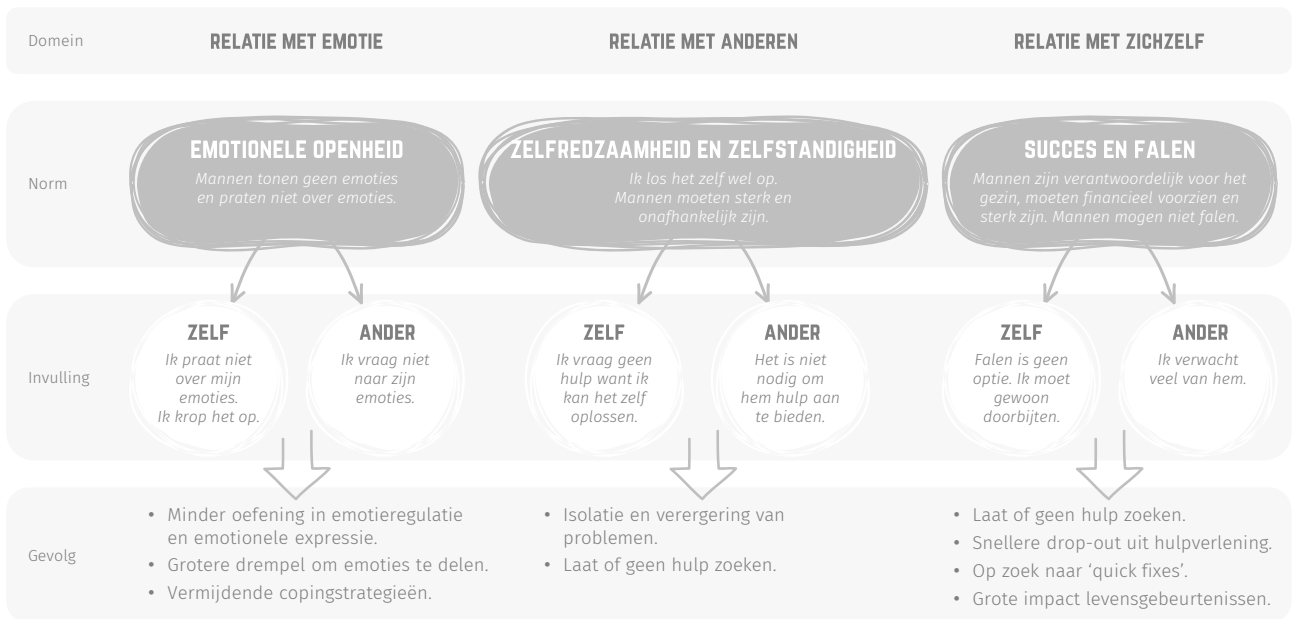 Domein
RELATIE MET EMOTIE
RELATIE MET ANDEREN
RELATIE MET ZICHZELF
Norm
EMOTIONELE OPENHEID
Mannen tonen geen emoties
en praten niet over emoties.
ZELFREDZAAMHEID EN ZELFSTANDIGHEID
Ik los het zelf wel op.
Mannen moeten sterk en
onafhankelijk zijn.
SUCCES EN FALEN
Mannen zijn verantwoordelijk voor het
gezin, moeten financieel voorzien en
sterk zijn. Mannen mogen niet falen.
Invulling
ZELF
Ik praat niet
over mijn
emoties.
Ik krop het op.
ANDER
Ik vraag niet
naar zijn
emoties.
ZELF
Ik vraag geen
hulp want ik
kan het zelf
oplossen.
ANDER
Het is niet
nodig om
hem hulp aan
te bieden.
ZELF
Falen is geen
optie. Ik moet
gewoon
doorbijten.
ANDER
Ik verwacht
veel van hem.
Gevolg
• Minder oefening in emotieregulatie
en emotionele expressie.
• Grotere drempel om emoties te delen.
• Vermijdende copingstrategieën.
• Isolatie en verergering van
problemen.
• Laat of geen hulp zoeken.
• Laat of geen hulp zoeken.
• Snellere drop-out uit hulpverlening.
• Op zoek naar ‘quick fixes’.
• Grote impact levensgebeurtenissen.